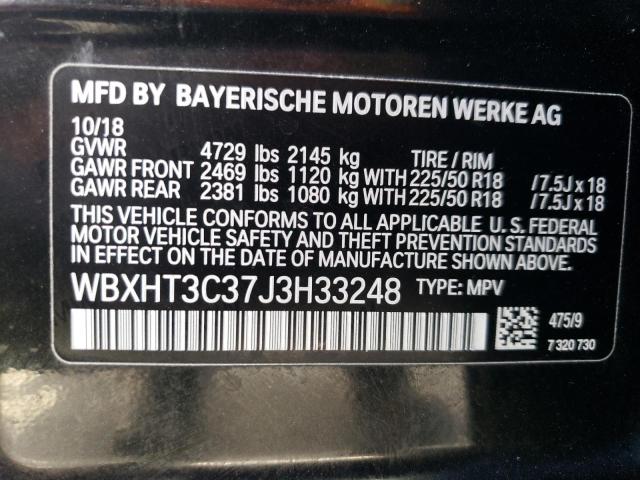 MFD BY BAYERISCHE MOTOREN WERKE AG
10/18
GVWR 4729 lbs 2145 kg TIRE / RIM
GAWR FRONT 2469 lbs 1120 kg WITH 225/50 R18 /7.5J x 18
GAWR REAR 2381 lbs 1080 kg WITH 225/50 R18 /7.5J x 18
THIS VEHICLE CONFORMS TO ALL APPLICABLE U. S. FEDERAL
MOTOR VEHICLE SAFETY AND THEFT PREVENTION STANDARDS
IN EFFECT ON THE DATE OF MANUFACTURE SHOWN ABOVE.
WBXHT3C37J3H33248 TYPE: MPV
475/9
7 320 730